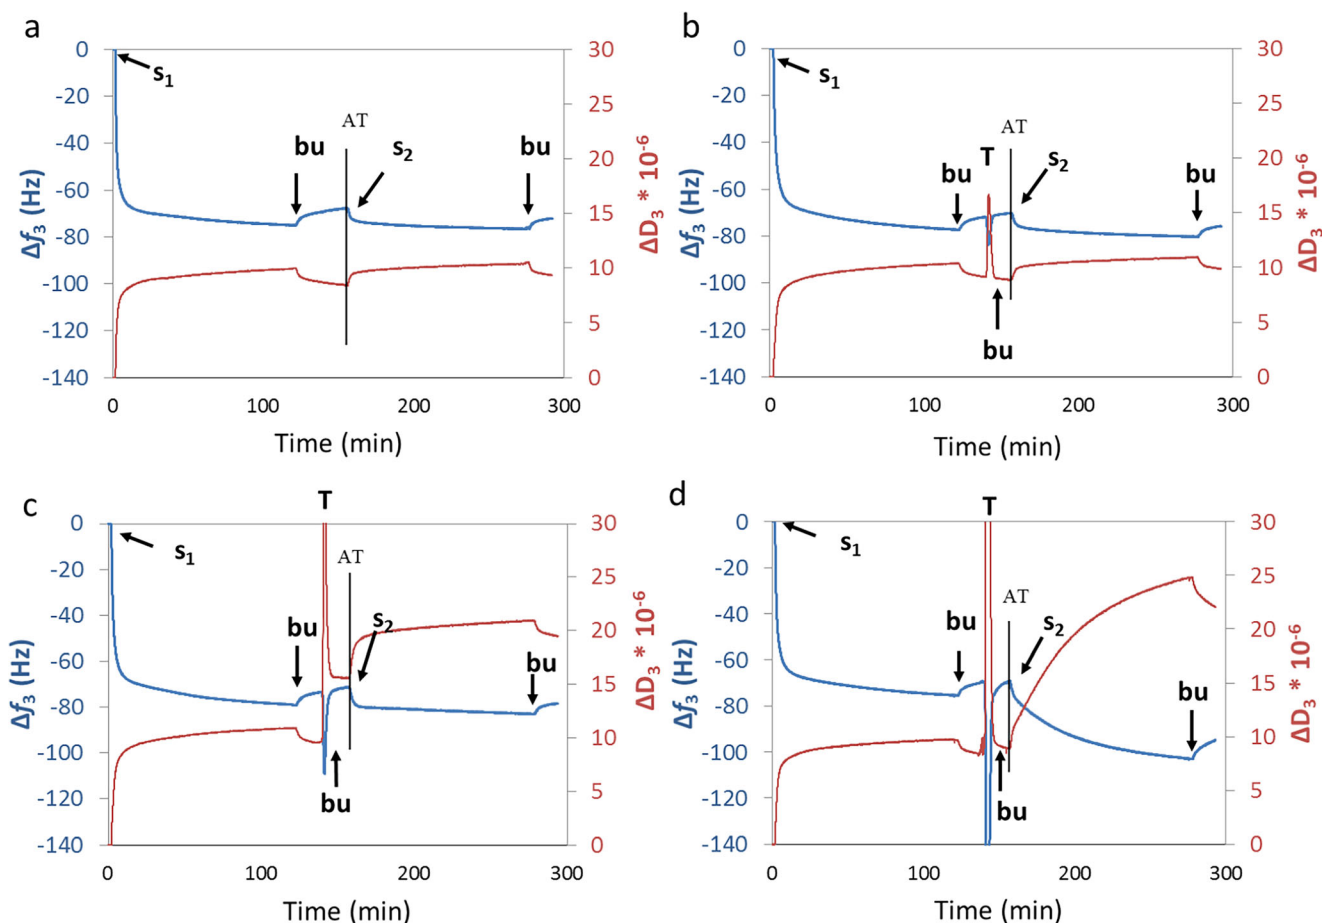 a
0
-20
-40
-60
-80
-100
-120
-140
Δf₃ (Hz)
s₁
bu
AT
s₂
bu
30
25
20
15
10
5
0
ΔD₃ * 10⁻⁶
0 100 200 300
Time (min)
b
0
-20
-40
-60
-80
-100
-120
-140
Δf₃ (Hz)
s₁
bu
T
AT
s₂
bu
bu
30
25
20
15
10
5
0
ΔD₃ * 10⁻⁶
0 100 200 300
Time (min)
c
0
-20
-40
-60
-80
-100
-120
-140
Δf₃ (Hz)
T
s₁
AT
bu
s₂
bu
bu
30
25
20
15
10
5
0
ΔD₃ * 10⁻⁶
0 100 200 300
Time (min)
d
0
-20
-40
-60
-80
-100
-120
-140
Δf₃ (Hz)
T
s₁
AT
bu
s₂
bu
bu
30
25
20
15
10
5
0
ΔD₃ * 10⁻⁶
0 100 200 300
Time (min)